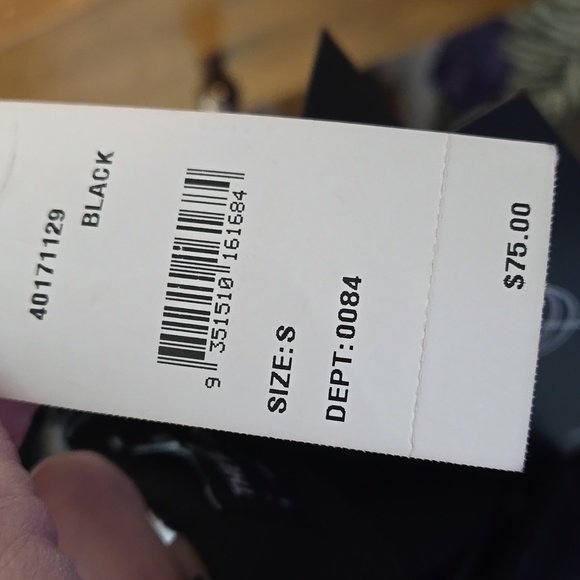 40171129
BLACK
9 351510 161684
SIZE:S
DEPT:0084
$75.00